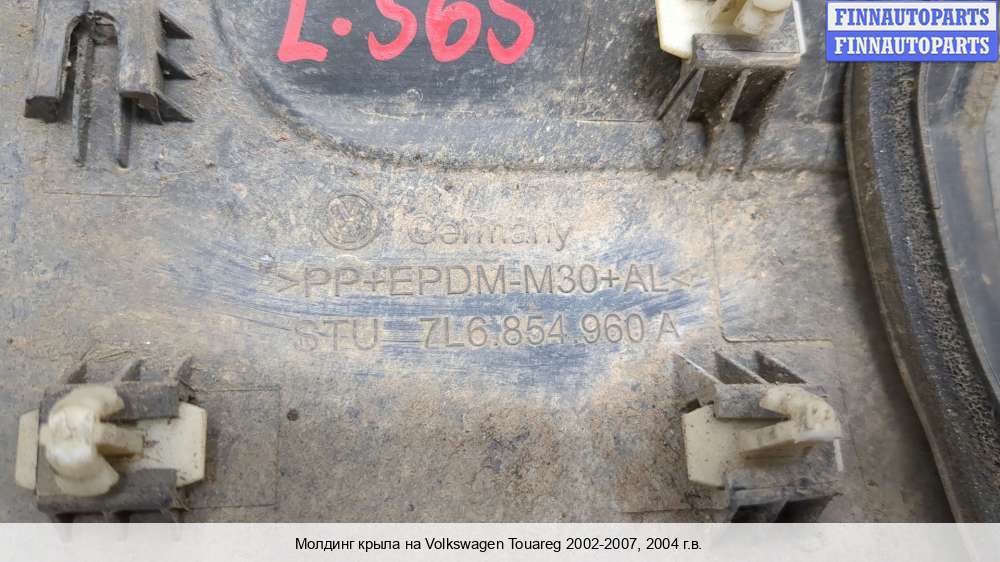 L·S6S
FINNAUTOPARTS
FINNAUTOPARTS
Germany
>PP+EPDM-M30+AL<
STU 7L6.854.960 A
Молдинг крыла на Volkswagen Touareg 2002-2007, 2004 г.в.